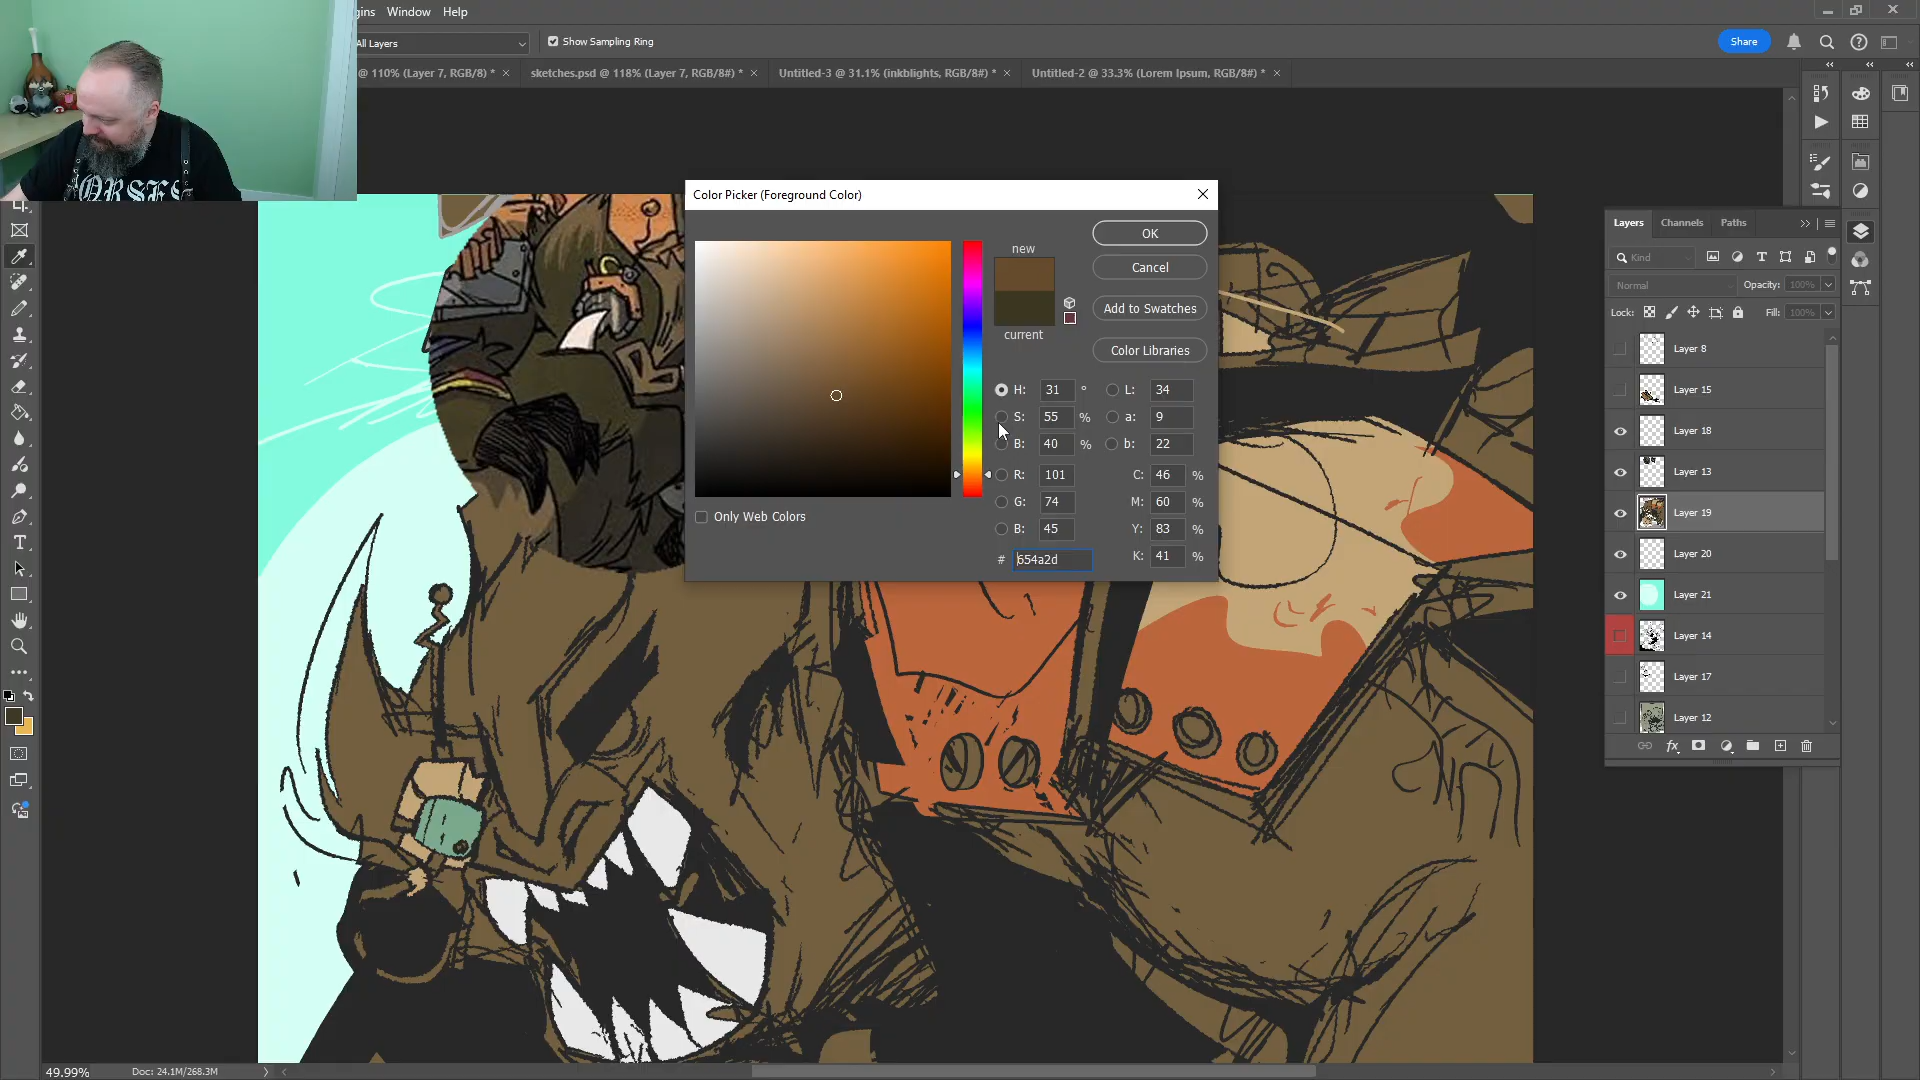 gins Window Help
All Layers
Show Sampling Ring
Share
@ 110% (Layer 7, RGB/8) *
sketches.psd @ 118% (Layer 7, RGB/8#) *
Untitled-3 @ 31.1% (inkblights, RGB/8#) *
Untitled-2 @ 33.3% (Lorem Ipsum, RGB/8#) *
Color Picker (Foreground Color)
new
current
OK
Cancel
Add to Swatches
Color Libraries
H: 31 °
S: 55 %
B: 40 %
R: 101
G: 74
B: 45
# 654a2d
L: 34
a: 9
b: 22
C: 46 %
M: 60 %
Y: 83 %
K: 41 %
Only Web Colors
Layers Channels Paths
Kind
Normal
Opacity: 100%
Lock:
Fill: 100%
Layer 8
Layer 15
Layer 18
Layer 13
Layer 19
Layer 20
Layer 21
Layer 14
Layer 17
Layer 12
49.99%
Doc: 24.1M/268.3M